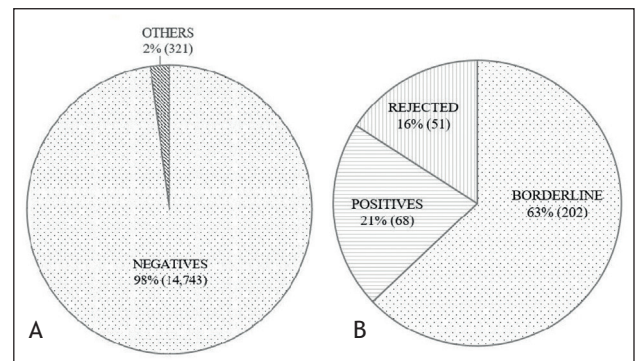 OTHERS
2% (321)
NEGATIVES
98% (14,743)
A
REJECTED
16% (51)
POSITIVES
21% (68)
BORDERLINE
63% (202)
B